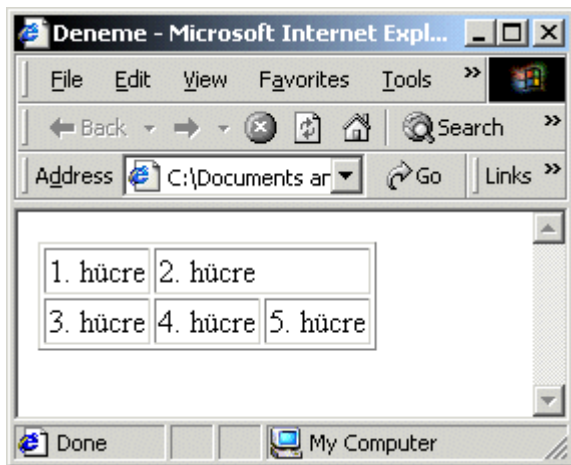 Deneme - Microsoft Internet Expl...
File Edit View Favorites Tools »
Back Search »
Address C:\Documents ar Go Links »
1. hücre 2. hücre
3. hücre 4. hücre 5. hücre
Done My Computer